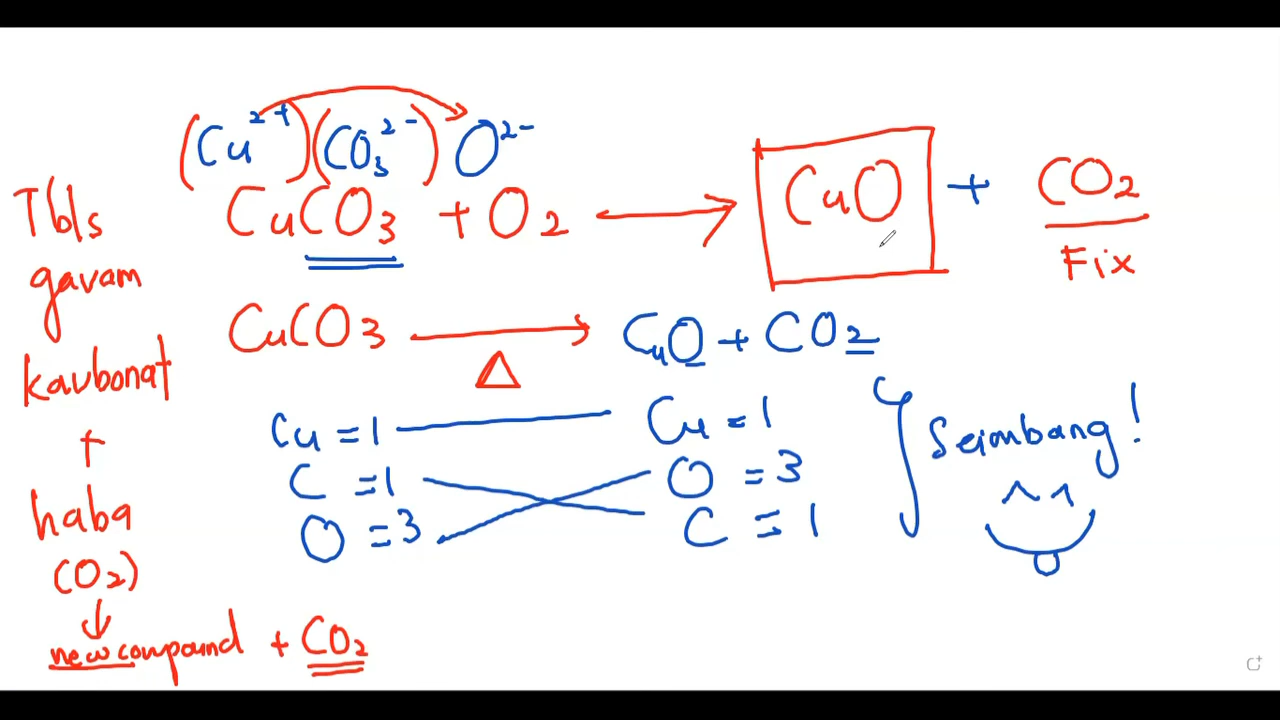 (Cu²⁺)(CO₃²⁻) O²⁻
CuCO₃ + O₂ → CuO + CO₂
Fix
Tbls
garam
karbonat
+
haba
(O₂)
↓
new compound + CO₂
CuCO₃ → CuO + CO₂
Δ
Cu = 1 Cu = 1
C = 1 O = 3
O = 3 C = 1
Seimbang!